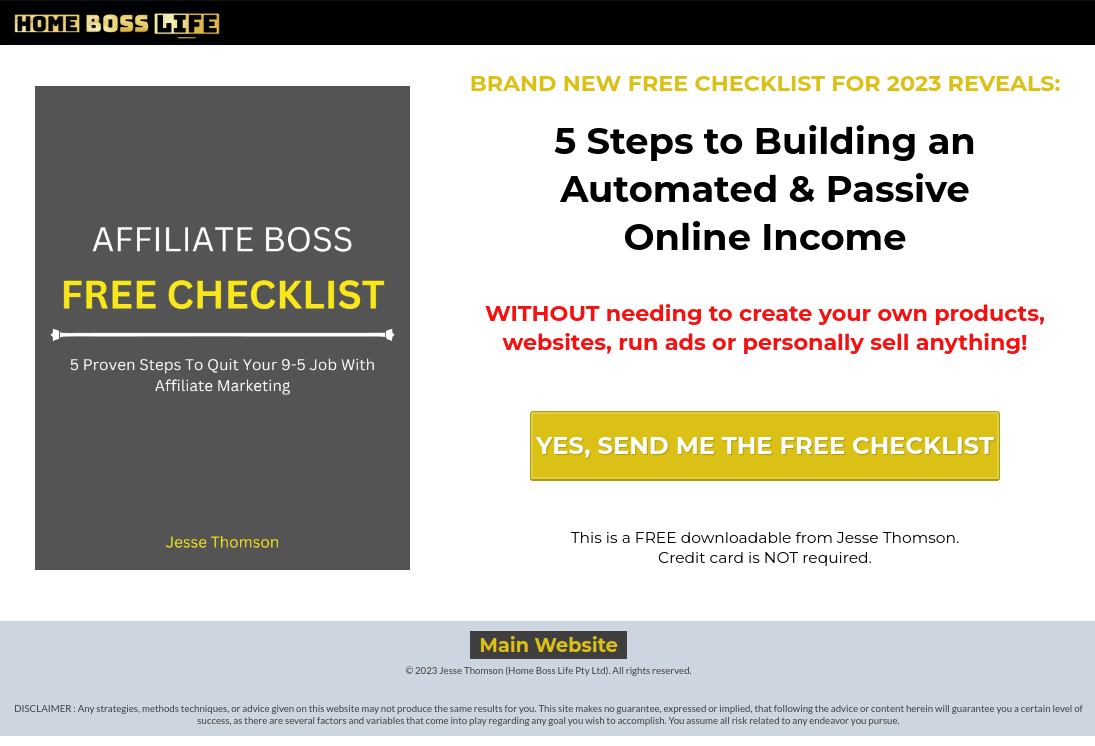 HOME BOSS LIFE
BRAND NEW FREE CHECKLIST FOR 2023 REVEALS:
5 Steps to Building an
Automated & Passive
Online Income
AFFILIATE BOSS
FREE CHECKLIST
5 Proven Steps To Quit Your 9-5 Job With
Affiliate Marketing
Jesse Thomson
WITHOUT needing to create your own products,
websites, run ads or personally sell anything!
YES, SEND ME THE FREE CHECKLIST
This is a FREE downloadable from Jesse Thomson.
Credit card is NOT required.
Main Website
© 2023 Jesse Thomson (Home Boss Life Pty Ltd). All rights reserved.
DISCLAIMER : Any strategies, methods techniques, or advice given on this website may not produce the same results for you. This site makes no guarantee, expressed or implied, that following the advice or content herein will guarantee you a certain level of
success, as there are several factors and variables that come into play regarding any goal you wish to accomplish. You assume all risk related to any endeavor you pursue.